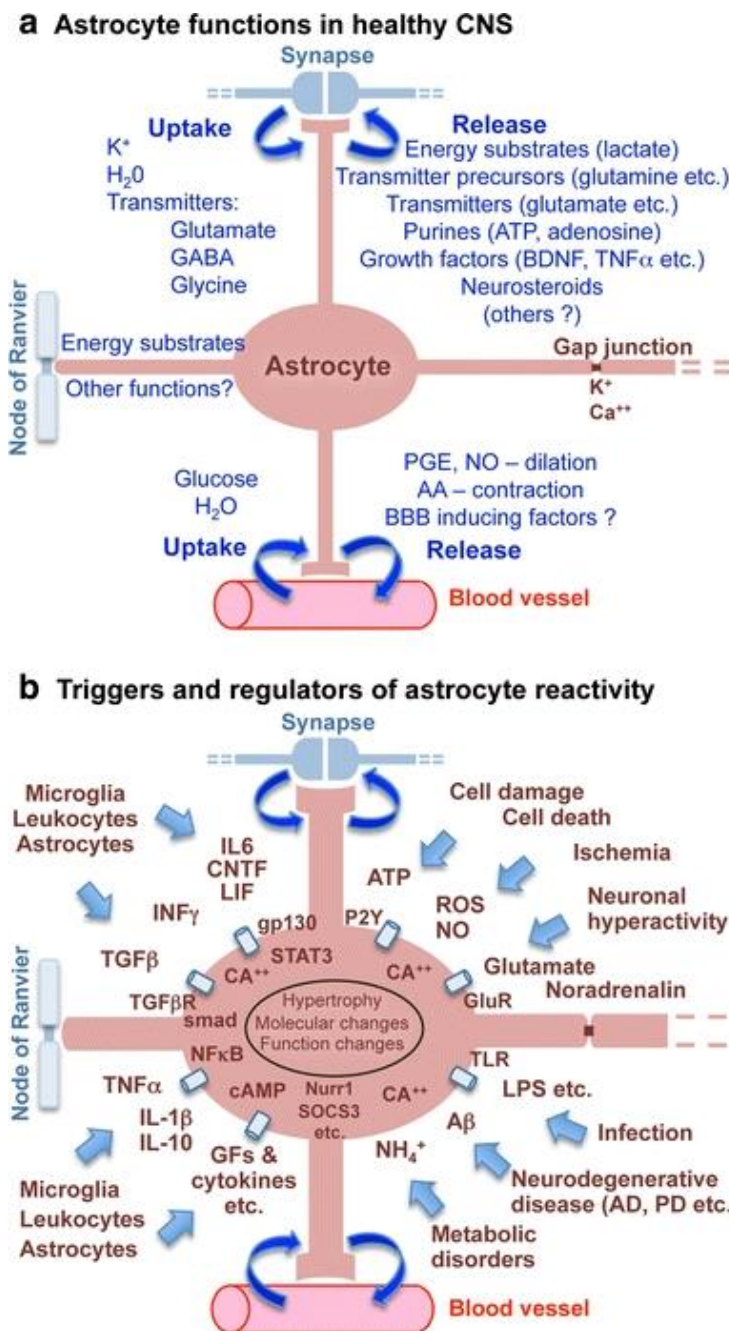 a Astrocyte functions in healthy CNS
Synapse
Uptake
K⁺
H₂0
Transmitters:
Glutamate
GABA
Glycine
Release
Energy substrates (lactate)
Transmitter precursors (glutamine etc.)
Transmitters (glutamate etc.)
Purines (ATP, adenosine)
Growth factors (BDNF, TNFα etc.)
Neurosteroids
(others ?)
Node of Ranvier
Energy substrates
Other functions?
Astrocyte
Gap junction
K⁺
Ca⁺⁺
Glucose
H₂O
Uptake
PGE, NO – dilation
AA – contraction
BBB inducing factors ?
Release
Blood vessel
b Triggers and regulators of astrocyte reactivity
Synapse
Microglia
Leukocytes
Astrocytes
IL6
CNTF
LIF
INFγ
TGFβ
Cell damage
Cell death
Ischemia
Neuronal
hyperactivity
ATP
ROS
NO
Glutamate
Noradrenalin
gp130
P2Y
STAT3
CA⁺⁺
CA⁺⁺
TGFβR
GluR
smad
Hypertrophy
Molecular changes
Function changes
Node of Ranvier
NFκB
TLR
TNFα
cAMP
Nurr1
SOCS3
etc.
CA⁺⁺
LPS etc.
IL-1β
IL-10
GFs &
cytokines
etc.
NH₄⁺
Aβ
Infection
Microglia
Leukocytes
Astrocytes
Neurodegenerative
disease (AD, PD etc.
Metabolic
disorders
Blood vessel